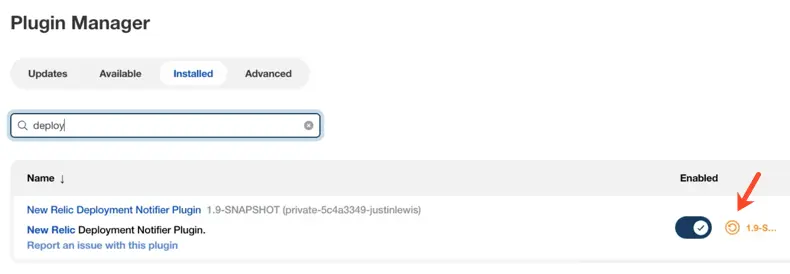 Plugin Manager
Updates Available Installed Advanced
deploy
Name ↓ Enabled
New Relic Deployment Notifier Plugin 1.9-SNAPSHOT (private-5c4a3349-justinlewis)
1.9-S...
New Relic Deployment Notifier Plugin.
Report an issue with this plugin